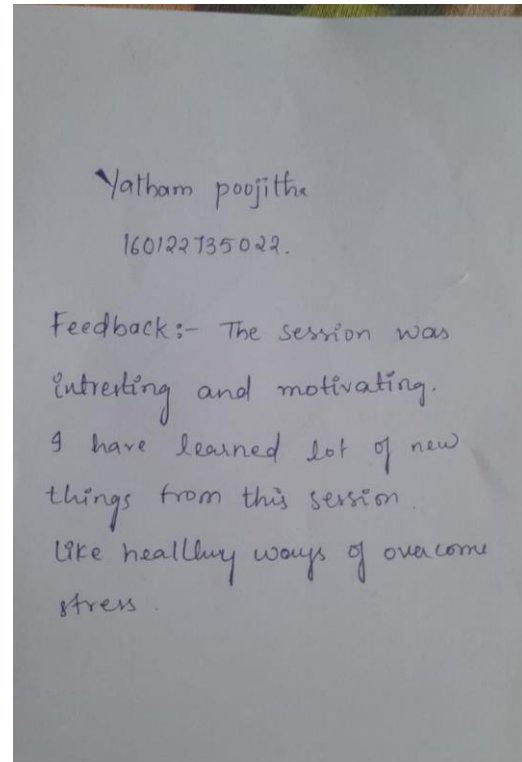 Yatham poojitha
160122735022.
Feedback:- The session was
intresting and motivating.
I have learned lot of new
things from this session.
Like healthy ways of overcome
stress.